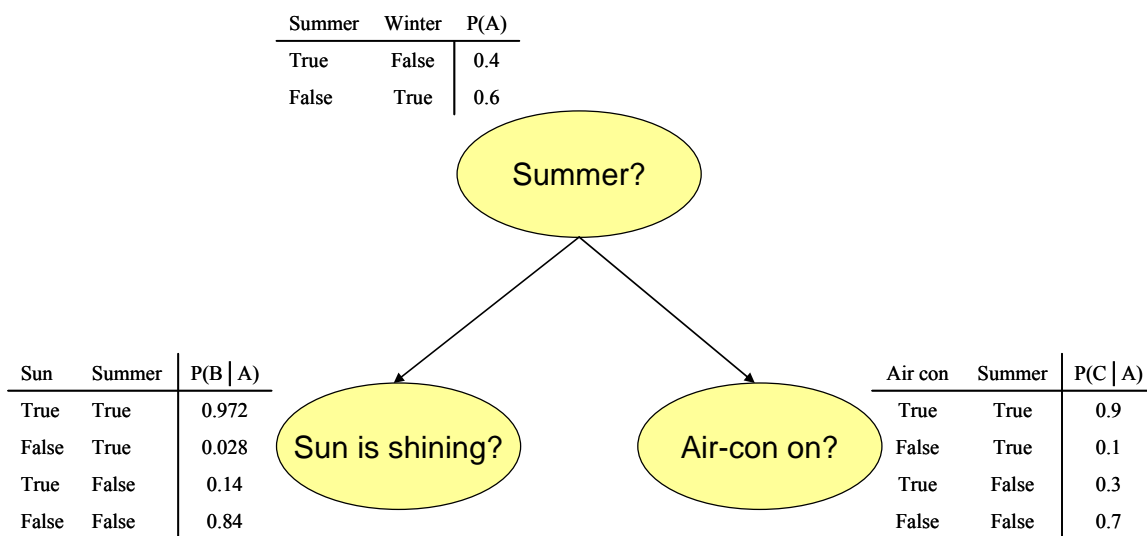 Summer Winter P(A)
True False 0.4
False True 0.6
Summer?
Sun Summer P(B | A)
True True 0.972
False True 0.028
True False 0.14
False False 0.84
Sun is shining?
Air-con on?
Air con Summer P(C | A)
True True 0.9
False True 0.1
True False 0.3
False False 0.7